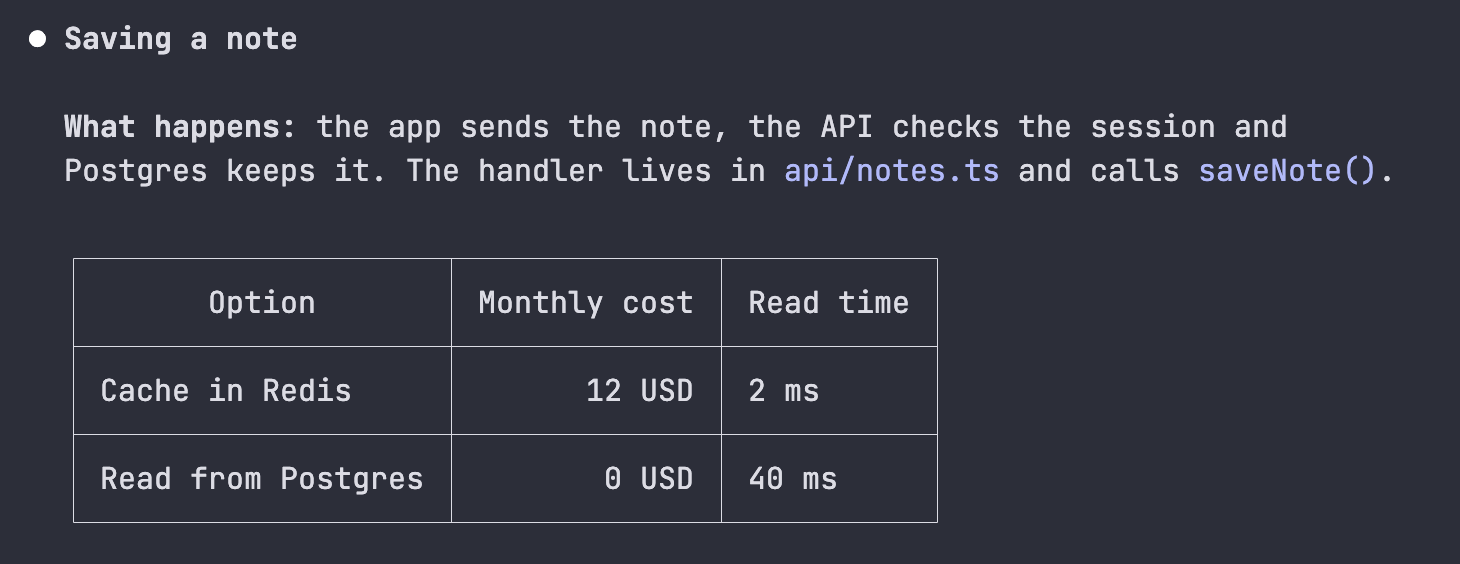 Saving a note
What happens: the app sends the note, the API checks the session and
Postgres keeps it. The handler lives in api/notes.ts and calls saveNote().
Option Monthly cost Read time
Cache in Redis 12 USD 2 ms
Read from Postgres 0 USD 40 ms